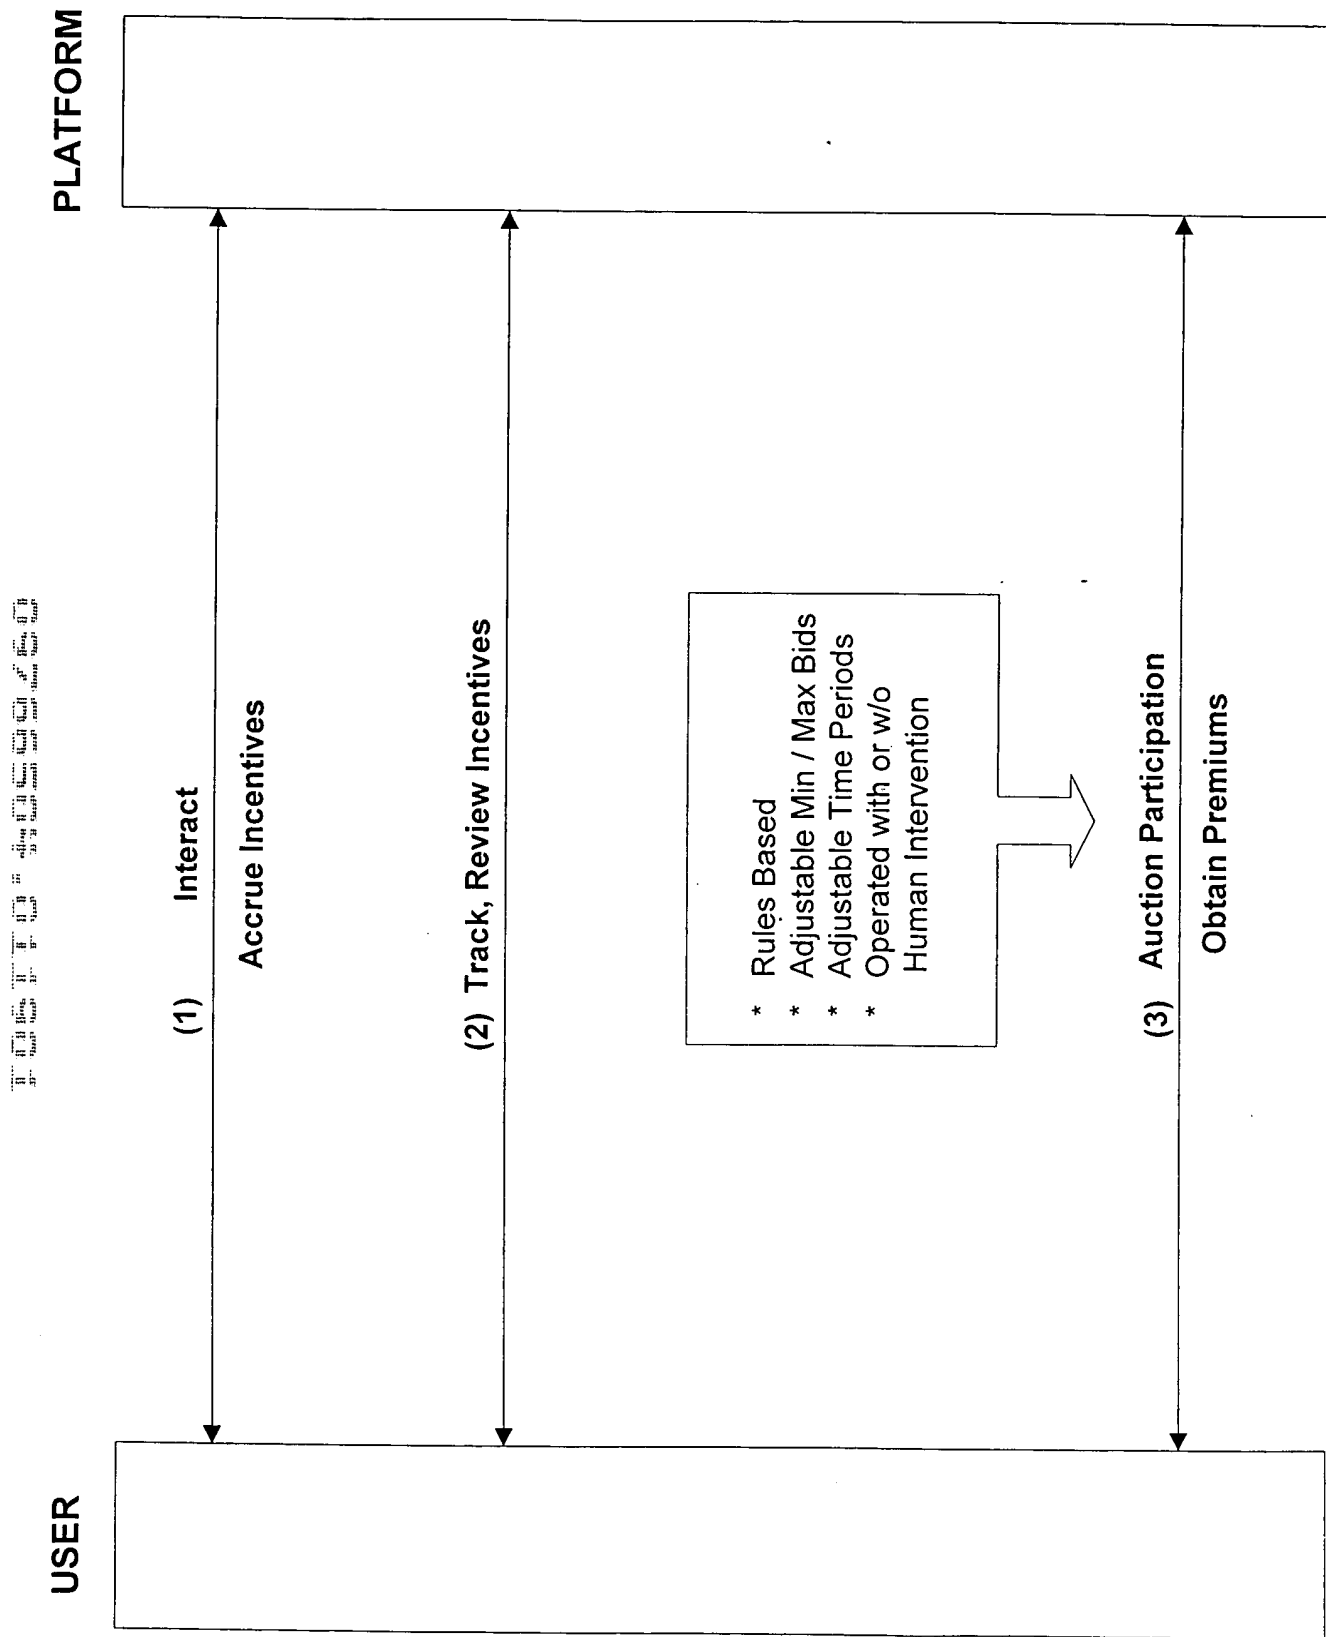 USER
PLATFORM
(1) Interact
Accrue Incentives
(2) Track, Review Incentives
* Rules Based
* Adjustable Min / Max Bids
* Adjustable Time Periods
* Operated with or w/o
Human Intervention
(3) Auction Participation
Obtain Premiums